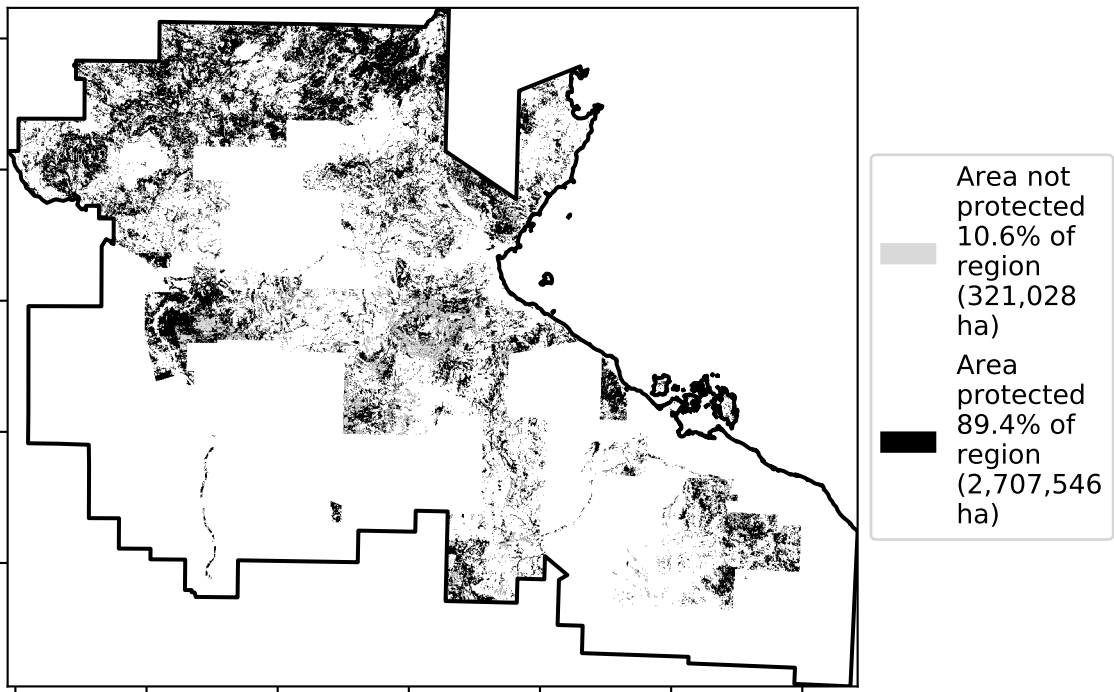 Area not
protected
10.6% of
region
(321,028
ha)
Area
protected
89.4% of
region
(2,707,546
ha)